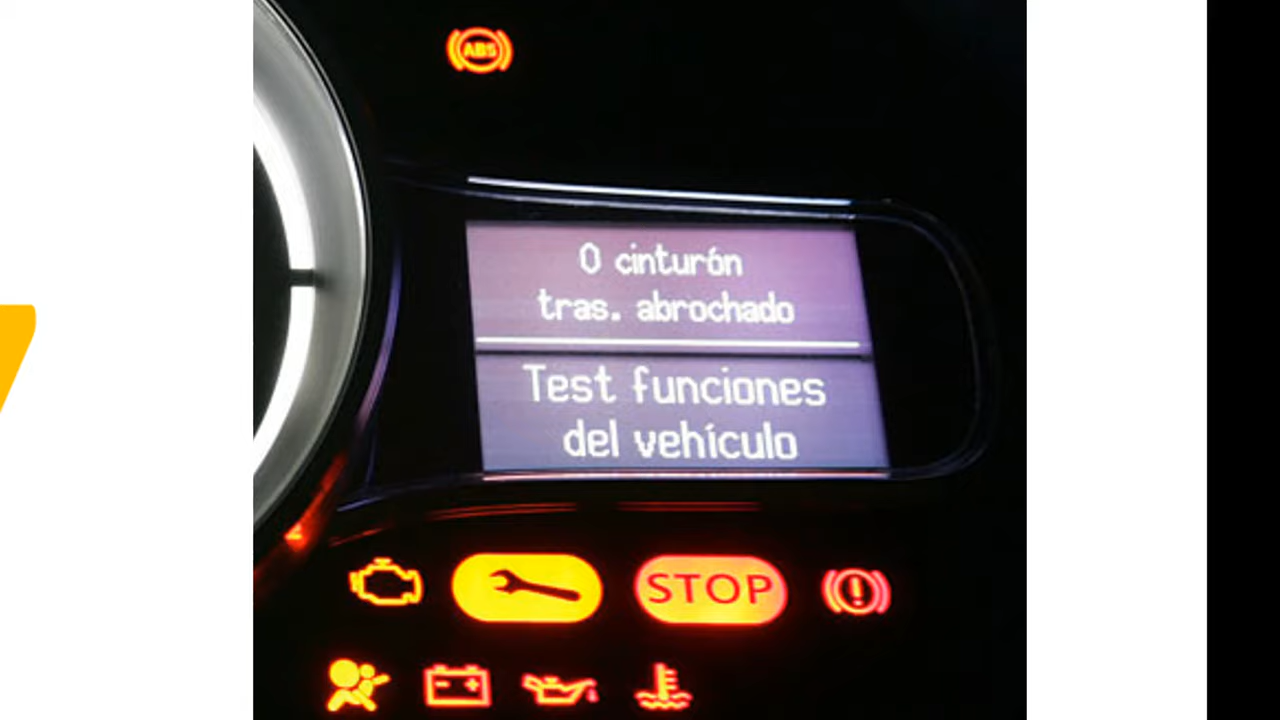 ABS
0 cinturón
tras. abrochado
Test funciones
del vehículo
STOP